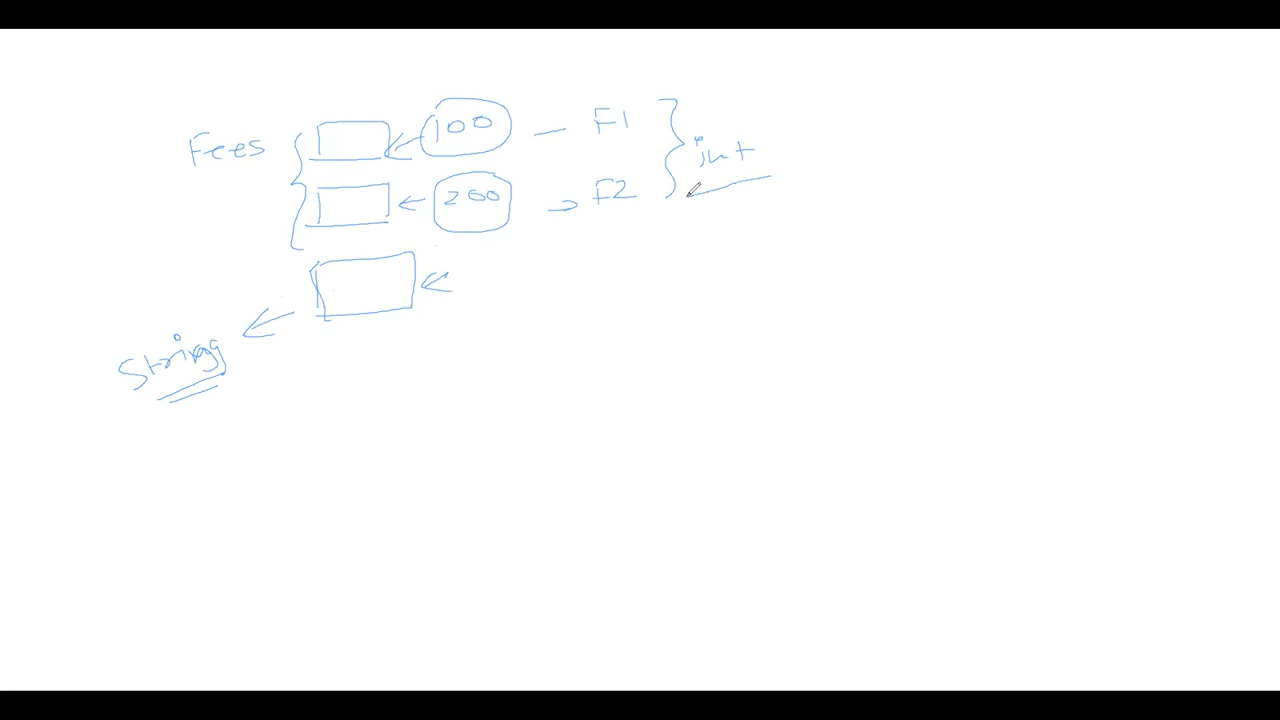 Fees 100 - F1
int
200 → F2
String